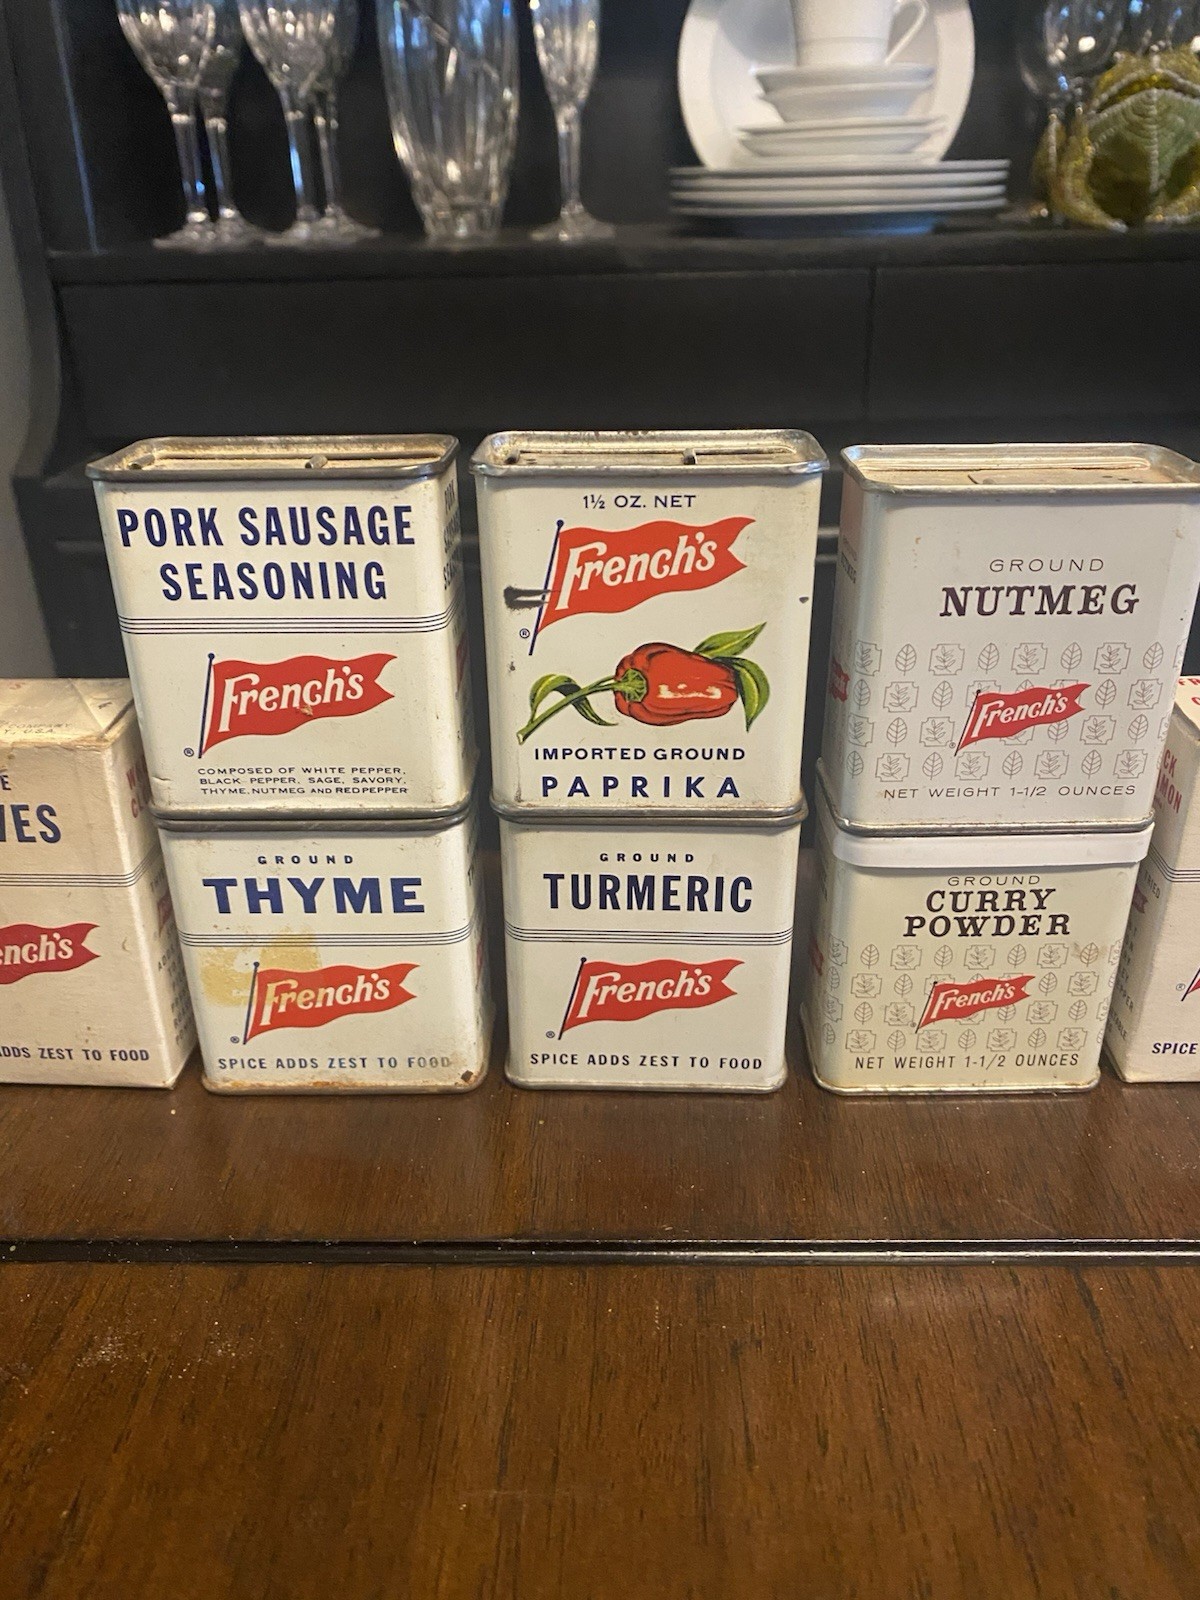 PORK SAUSAGE
SEASONING
French's
®
COMPOSED OF WHITE PEPPER,
BLACK PEPPER, SAGE, SAVORY,
THYME, NUTMEG AND RED PEPPER
1½ OZ. NET
French's
®
IMPORTED GROUND
PAPRIKA
GROUND
NUTMEG
French's
NET WEIGHT 1-1/2 OUNCES
U.S.A.
French's
ZEST TO FOOD
GROUND
THYME
French's
®
SPICE ADDS ZEST TO FOOD
GROUND
TURMERIC
French's
®
SPICE ADDS ZEST TO FOOD
GROUND
CURRY
POWDER
French's
NET WEIGHT 1-1/2 OUNCES
®
SPICE